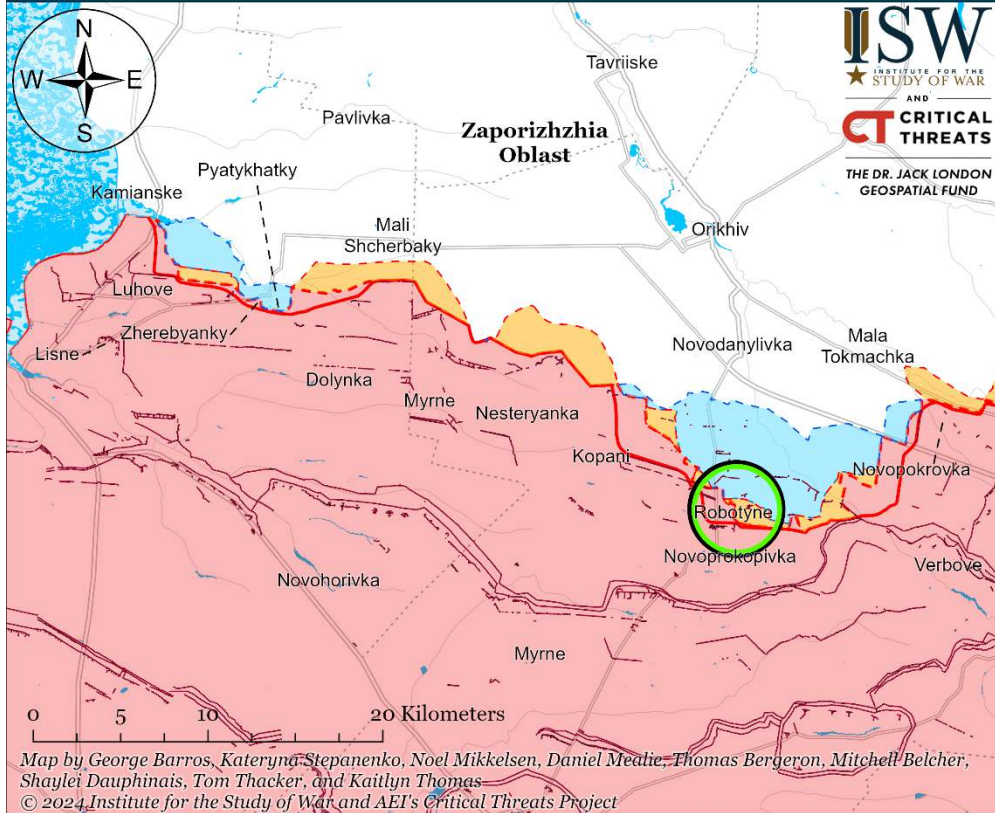 N
W E
S
ISW
INSTITUTE FOR THE
STUDY OF WAR
AND
CT CRITICAL
THREATS
THE DR. JACK LONDON
GEOSPATIAL FUND
Tavriiske
Pavlivka
Zaporizhzhia
Oblast
Pyatykhatky
Kamianske
Mali
Shcherbaky
Orikhiv
Luhove
Zherebyanky
Novodanylivka
Mala
Tokmachka
Lisne
Dolynka
Myrne
Nesteryanka
Kopani
Novopokrovka
Robotyne
Novoprokopivka
Verbove
Novohorivka
Myrne
0 5 10 20 Kilometers
Map by George Barros, Kateryna Stepanenko, Noel Mikkelsen, Daniel Mealie, Thomas Bergeron, Mitchell Belcher,
Shaylei Dauphinais, Tom Thacker, and Kaitlyn Thomas
© 2024 Institute for the Study of War and AEI's Critical Threats Project